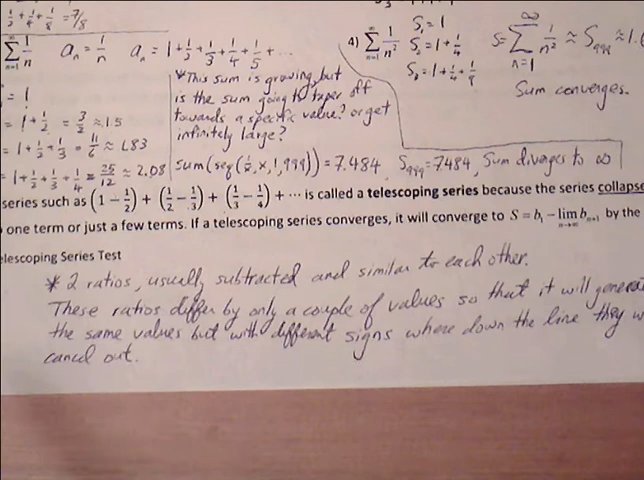 1/2 + 1/4 + 1/8 = 7/8
∞ ∑ n=1 1/n   a_n = 1/n   a_n = 1 + 1/2 + 1/3 + 1/4 + 1/5 + ...
= 1
= 1 + 1/2 = 3/2 ≈ 1.5
= 1 + 1/2 + 1/3 = 11/6 ≈ 1.83
= 1 + 1/2 + 1/3 + 1/4 = 25/12 ≈ 2.08
*This sum is growing, but
is the sum going to taper off
towards a specific value? or get
infinitely large?
sum(seq(1/x, x, 1, 999)) = 7.484   S999 = 7.484, Sum diverges to ∞
4) ∞ ∑ n=1 1/n²   S1 = 1
S2 = 1 + 1/4
S3 = 1 + 1/4 + 1/9
S = ∞ ∑ n=1 1/n² ≈ S999 ≈ 1.6
Sum converges.
series such as (1 − 1/2) + (1/2 − 1/3) + (1/3 − 1/4) + ··· is called a telescoping series because the series collapse
one term or just a few terms. If a telescoping series converges, it will converge to S = b₁ − lim n→∞ bₙ₊₁ by the
elescoping Series Test
* 2 ratios, usually subtracted and similar to each other.
These ratios differ by only a couple of values so that it will genera
the same values but with different signs where down the line they w
cancel out.